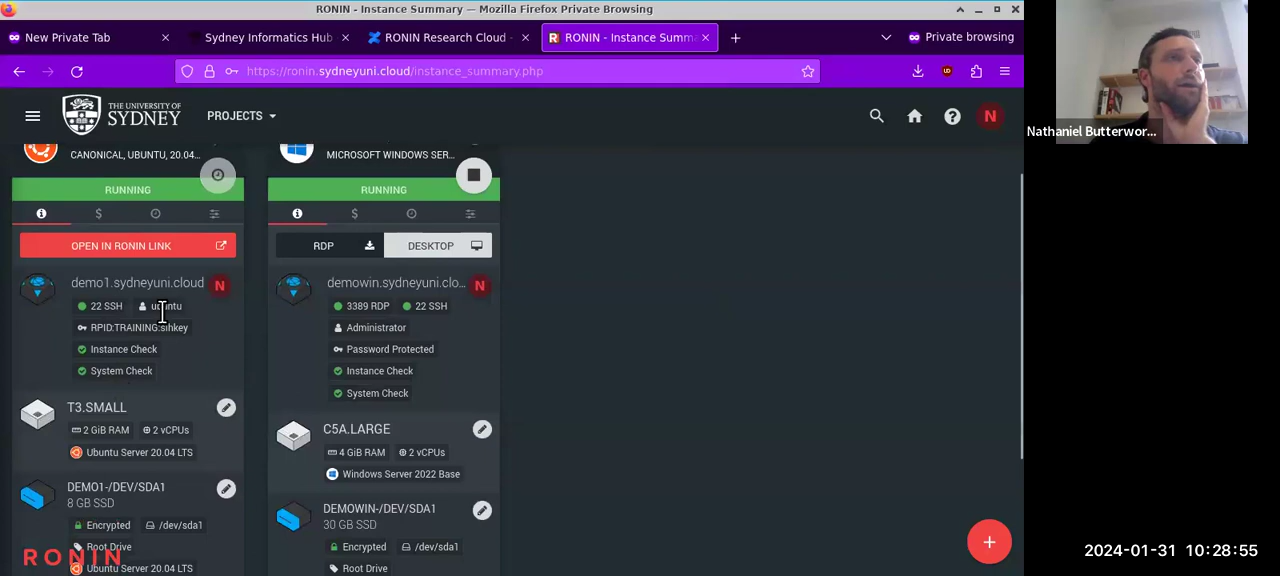 RONIN - Instance Summary — Mozilla Firefox Private Browsing
New Private Tab
Sydney Informatics Hub
RONIN Research Cloud -
RONIN - Instance Summa
Private browsing
https://ronin.sydneyuni.cloud/instance_summary.php
THE UNIVERSITY OF
SYDNEY
PROJECTS
N
Nathaniel Butterwor...
CANONICAL, UBUNTU, 20.04...
RUNNING
$
OPEN IN RONIN LINK
demo1.sydneyuni.cloud
N
22 SSH
ubuntu
RPID:TRAINING:sihkey
Instance Check
System Check
T3.SMALL
2 GiB RAM
2 vCPUs
Ubuntu Server 20.04 LTS
DEMO1-/DEV/SDA1
8 GB SSD
Encrypted
/dev/sda1
Root Drive
Ubuntu Server 20.04 LTS
RONIN
MICROSOFT WINDOWS SER...
RUNNING
$
RDP
DESKTOP
demowin.sydneyuni.clo...
N
3389 RDP
22 SSH
Administrator
Password Protected
Instance Check
System Check
C5A.LARGE
4 GiB RAM
2 vCPUs
Windows Server 2022 Base
DEMOWIN-/DEV/SDA1
30 GB SSD
Encrypted
/dev/sda1
Root Drive
2024-01-31 10:28:55